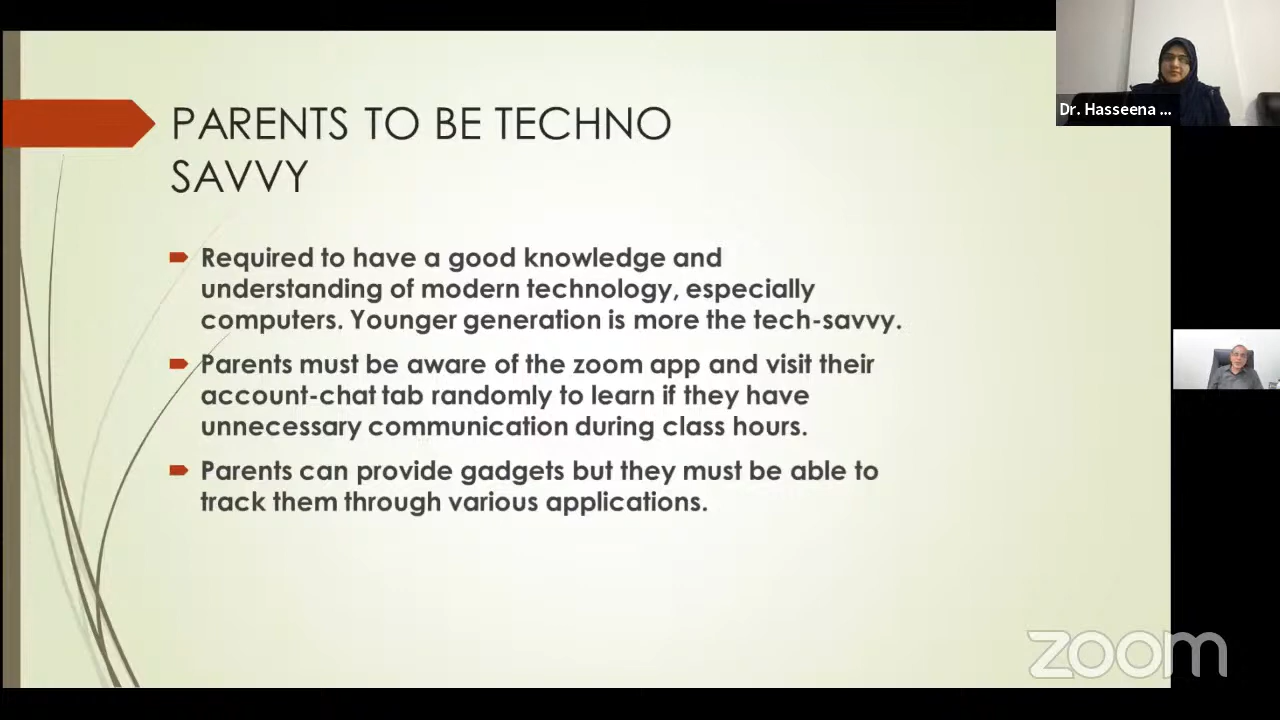 PARENTS TO BE TECHNO
SAVVY
Required to have a good knowledge and
understanding of modern technology, especially
computers. Younger generation is more the tech-savvy.
Parents must be aware of the zoom app and visit their
account-chat tab randomly to learn if they have
unnecessary communication during class hours.
Parents can provide gadgets but they must be able to
track them through various applications.
Dr. Hasseena ...
zoom